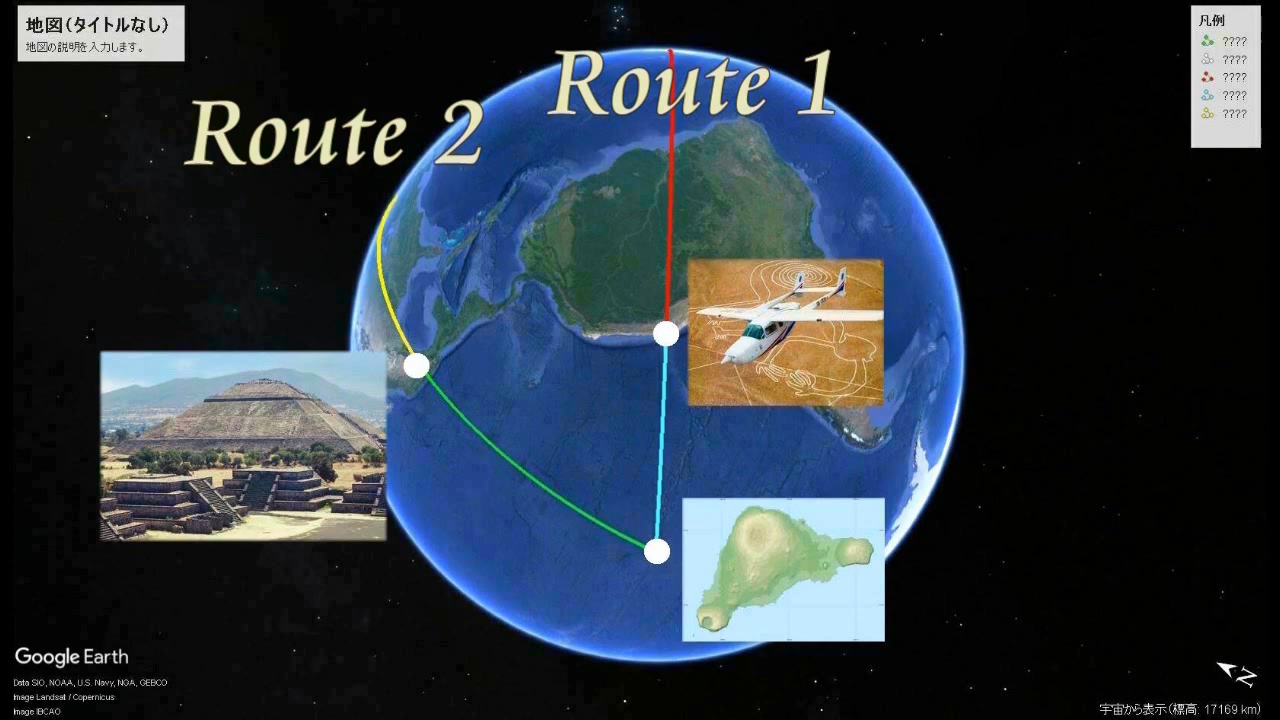 地図(タイトルなし)
地図の説明を入力します。
凡例
????
????
????
????
????
Route 1
Route 2
Google Earth
Data SIO, NOAA, U.S. Navy, NGA, GEBCO
Image Landsat / Copernicus
Image IBCAO
N
宇宙から表示(標高: 17169 km)